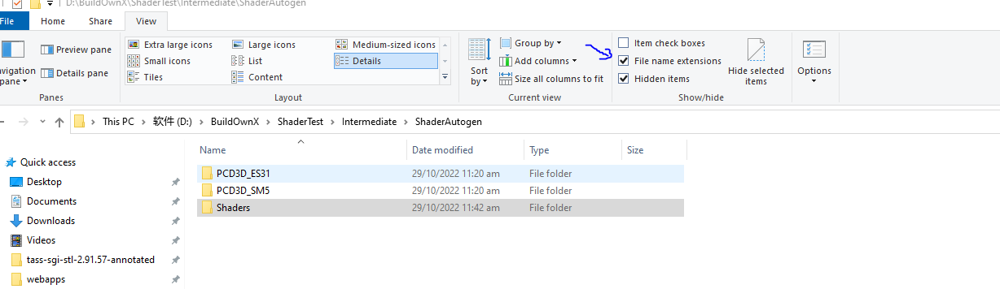 D:\BuildOwnX\ShaderTest\Intermediate\ShaderAutogen
File Home Share View
Navigation pane
Preview pane
Details pane
Panes
Extra large icons Large icons Medium-sized icons
Small icons List Details
Tiles Content
Layout
Sort by
Group by
Add columns
Size all columns to fit
Current view
Item check boxes
File name extensions
Hidden items
Hide selected items
Show/hide
Options
This PC 软件 (D:) BuildOwnX ShaderTest Intermediate ShaderAutogen
Name Date modified Type Size
Quick access
Desktop
Documents
Downloads
Videos
tass-sgi-stl-2.91.57-annotated
webapps
PCD3D_ES31 29/10/2022 11:20 am File folder
PCD3D_SM5 29/10/2022 11:20 am File folder
Shaders 29/10/2022 11:42 am File folder